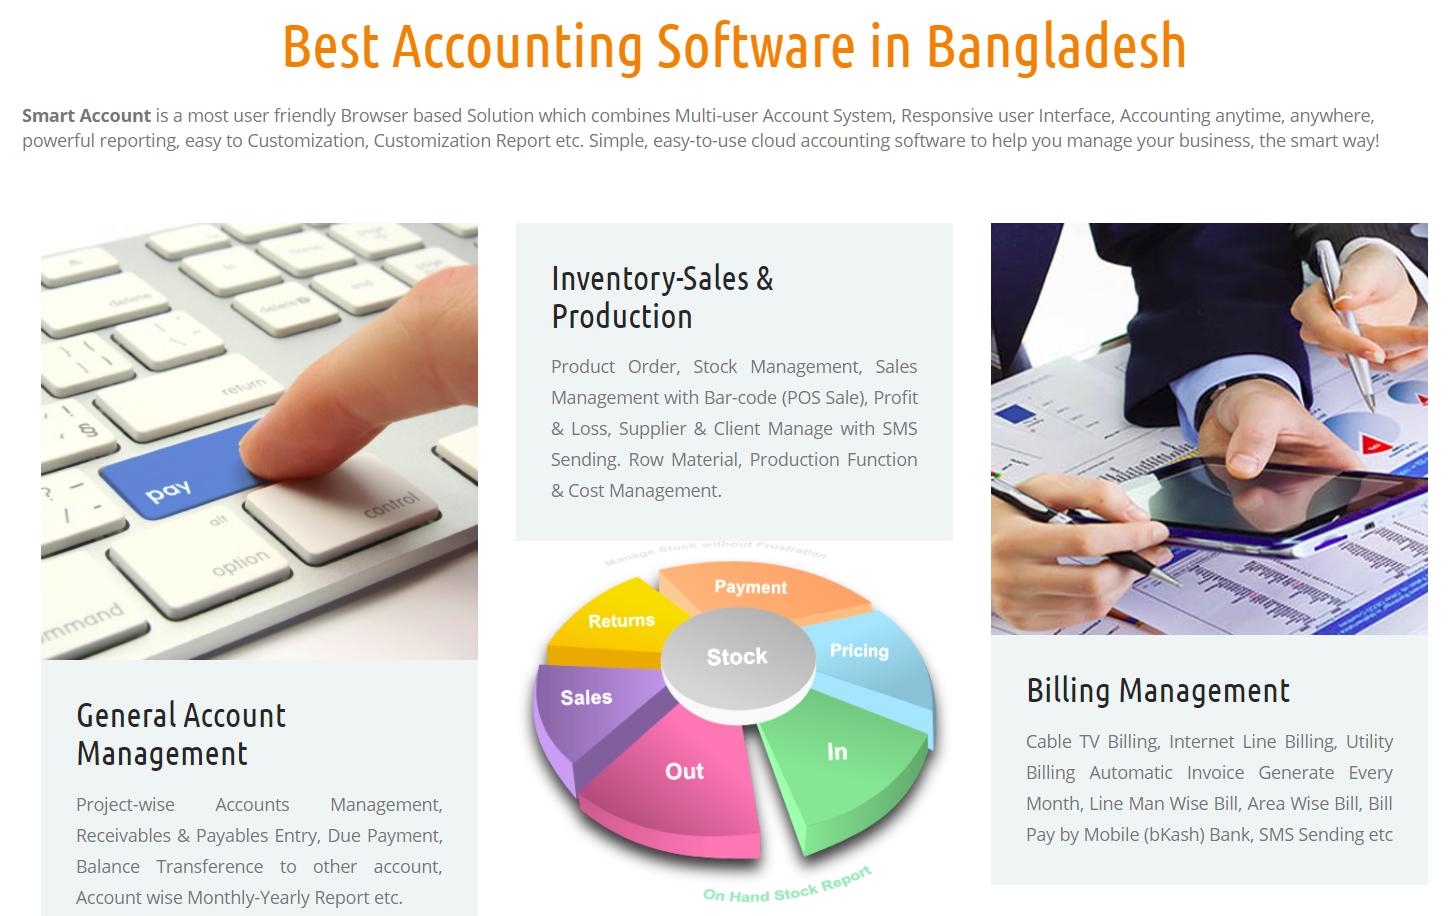 Best Accounting Software in Bangladesh
Smart Account is a most user friendly Browser based Solution which combines Multi-user Account System, Responsive user Interface, Accounting anytime, anywhere,
powerful reporting, easy to Customization, Customization Report etc. Simple, easy-to-use cloud accounting software to help you manage your business, the smart way!
delete
home
end
delete
return
§
pay
control
alt
option
mmand
General Account
Management
Project-wise Accounts Management,
Receivables & Payables Entry, Due Payment,
Balance Transference to other account,
Account wise Monthly-Yearly Report etc.
Inventory-Sales &
Production
Product Order, Stock Management, Sales
Management with Bar-code (POS Sale), Profit
& Loss, Supplier & Client Manage with SMS
Sending. Row Material, Production Function
& Cost Management.
Manage Stock without Frustration
Payment
Returns
Pricing
Stock
Sales
In
Out
On Hand Stock Report
Billing Management
Cable TV Billing, Internet Line Billing, Utility
Billing Automatic Invoice Generate Every
Month, Line Man Wise Bill, Area Wise Bill, Bill
Pay by Mobile (bKash) Bank, SMS Sending etc